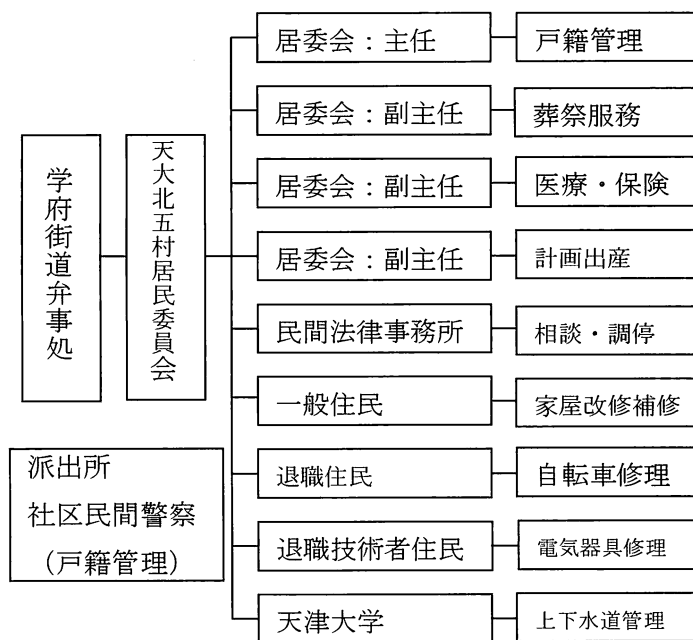 学府街道弁事処
天大北五村居民委員会
居委会：主任
戸籍管理
居委会：副主任
葬祭服務
居委会：副主任
医療・保険
居委会：副主任
計画出産
民間法律事務所
相談・調停
一般住民
家屋改修補修
退職住民
自転車修理
退職技術者住民
電気器具修理
天津大学
上下水道管理
派出所
社区民間警察
（戸籍管理）